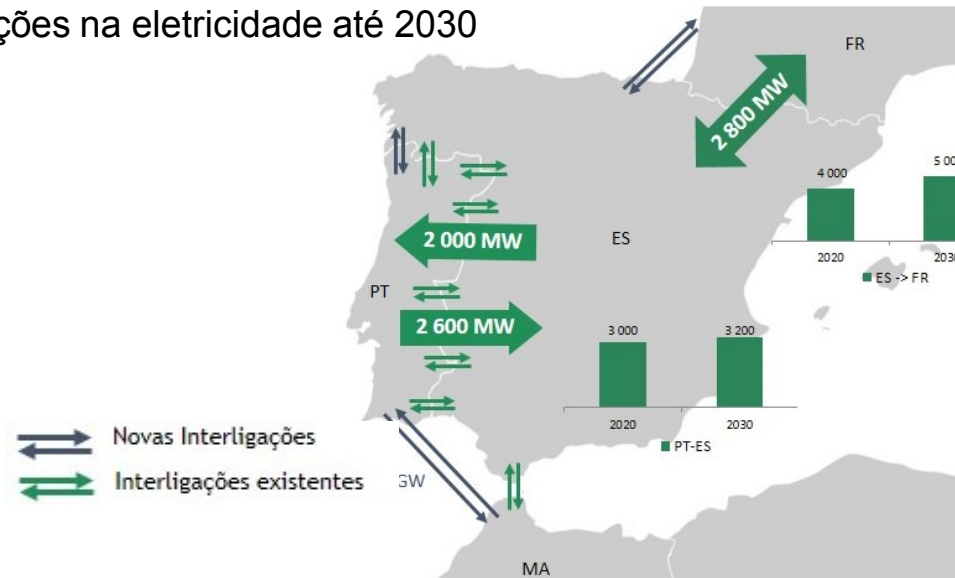 ções na eletricidade até 2030
FR
2 800 MW
4 000
5 00
2 000 MW
ES
2020
2030
ES -> FR
PT
2 600 MW
3 000
3 200
2020
2030
PT-ES
Novas Interligações
Interligações existentes
GW
MA